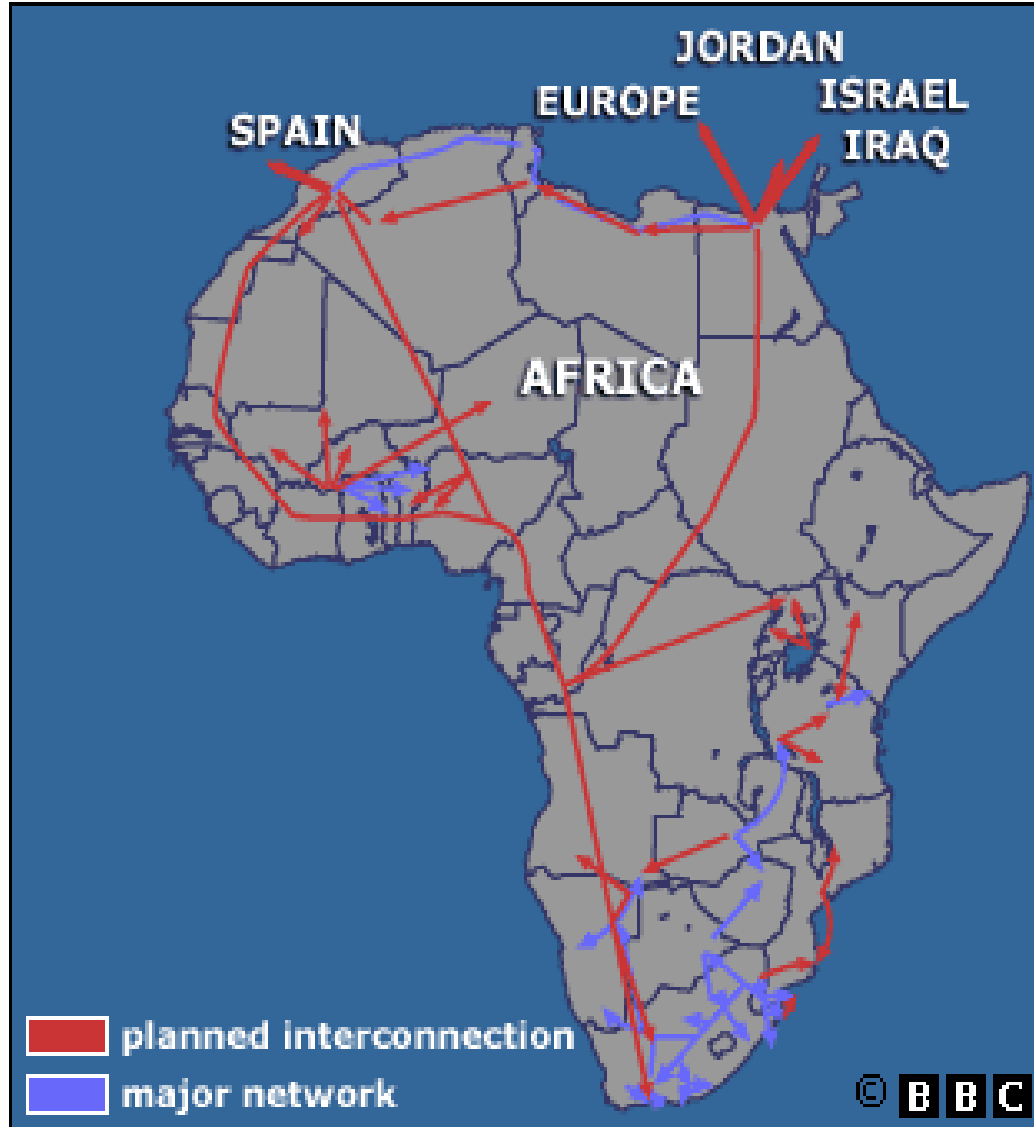 JORDAN
EUROPE
ISRAEL
SPAIN
IRAQ
AFRICA
planned interconnection
major network
© BBC